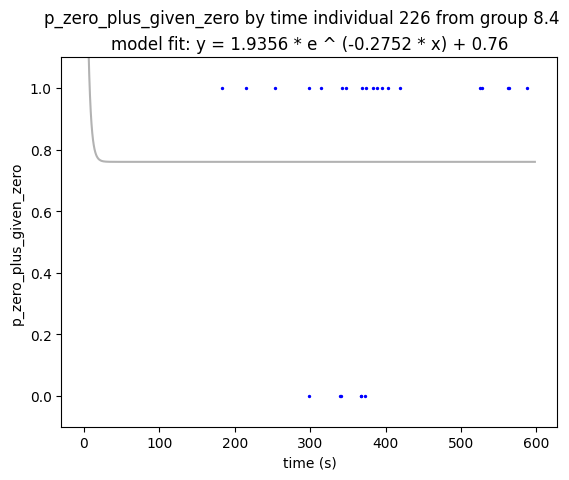 p_zero_plus_given_zero by time individual 226 from group 8.4
model fit: y = 1.9356 * e ^ (-0.2752 * x) + 0.76
1.0
0.8
0.6
0.4
0.2
0.0
p_zero_plus_given_zero
0 100 200 300 400 500 600
time (s)